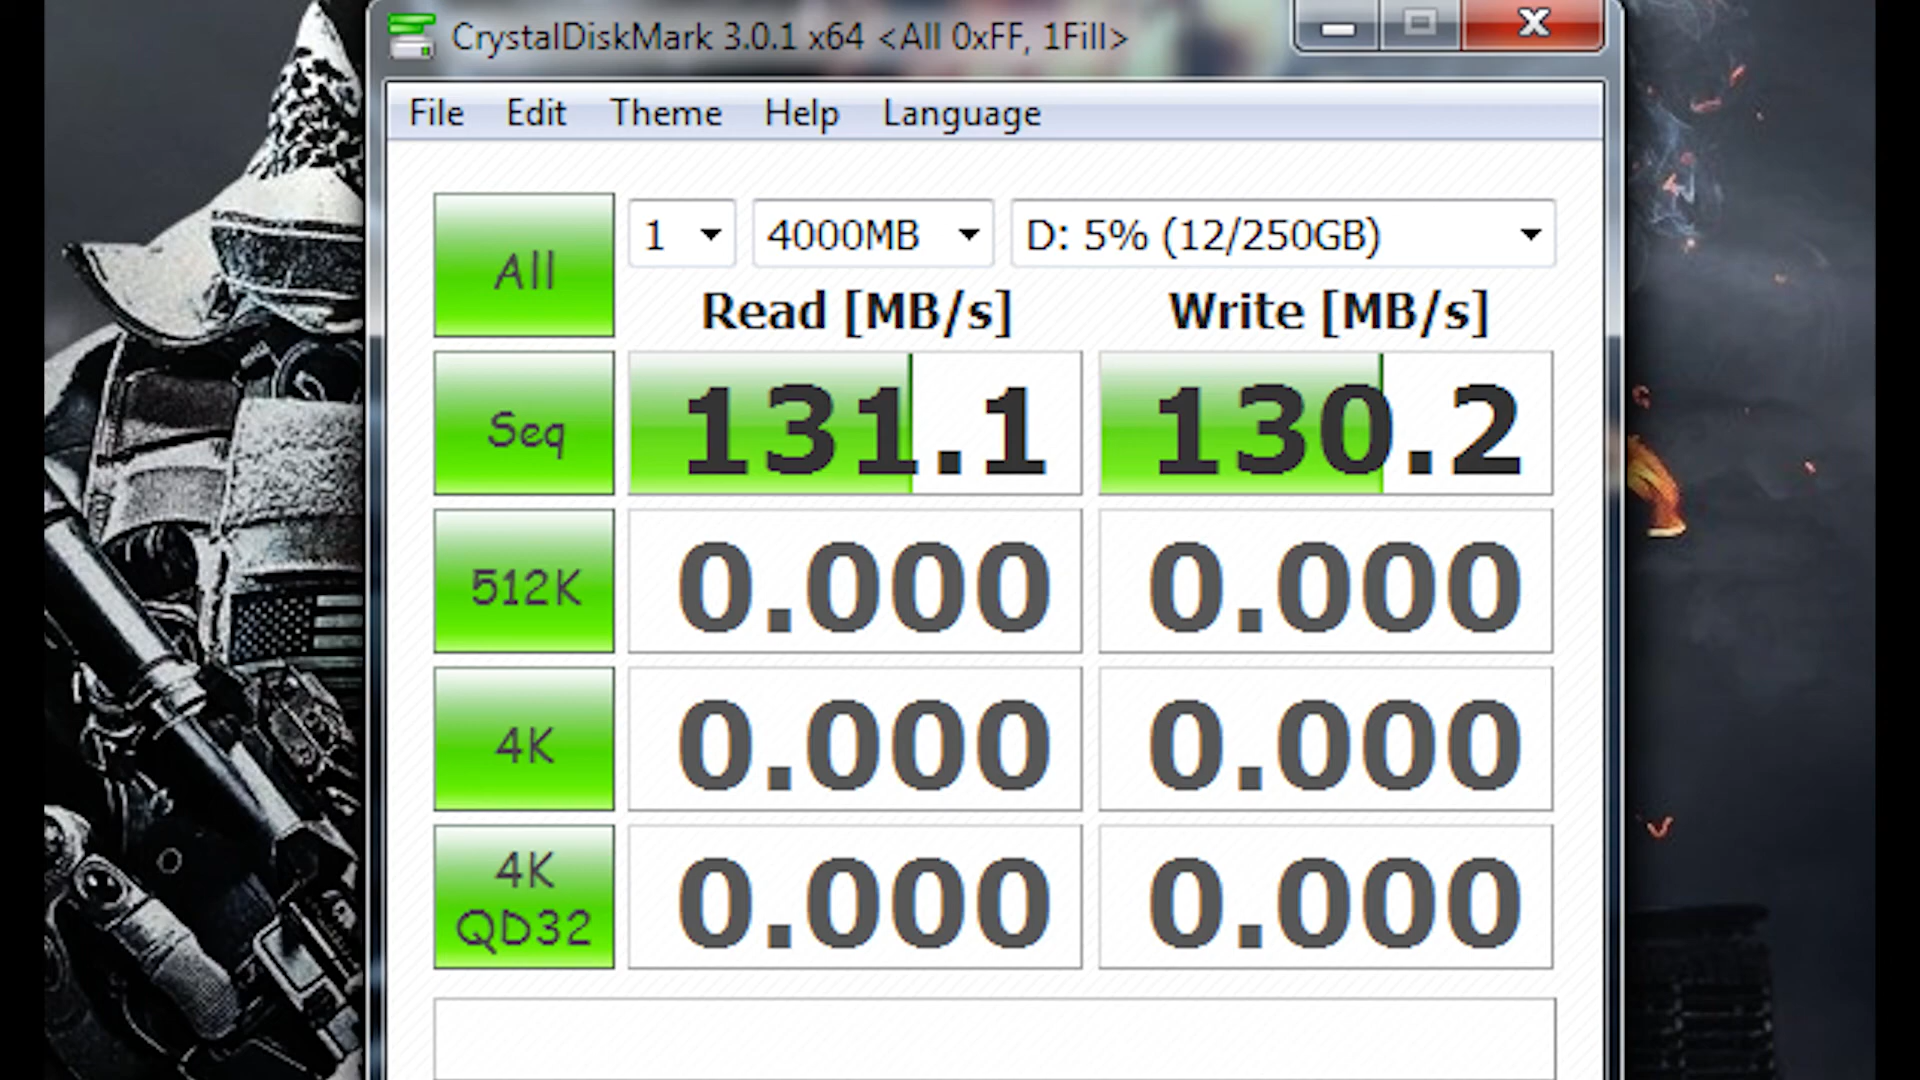 CrystalDiskMark 3.0.1 x64 <All 0xFF, 1Fill>
File Edit Theme Help Language
All 1 4000MB D: 5% (12/250GB)
Read [MB/s] Write [MB/s]
Seq 131.1 130.2
512K 0.000 0.000
4K 0.000 0.000
4K
QD32 0.000 0.000